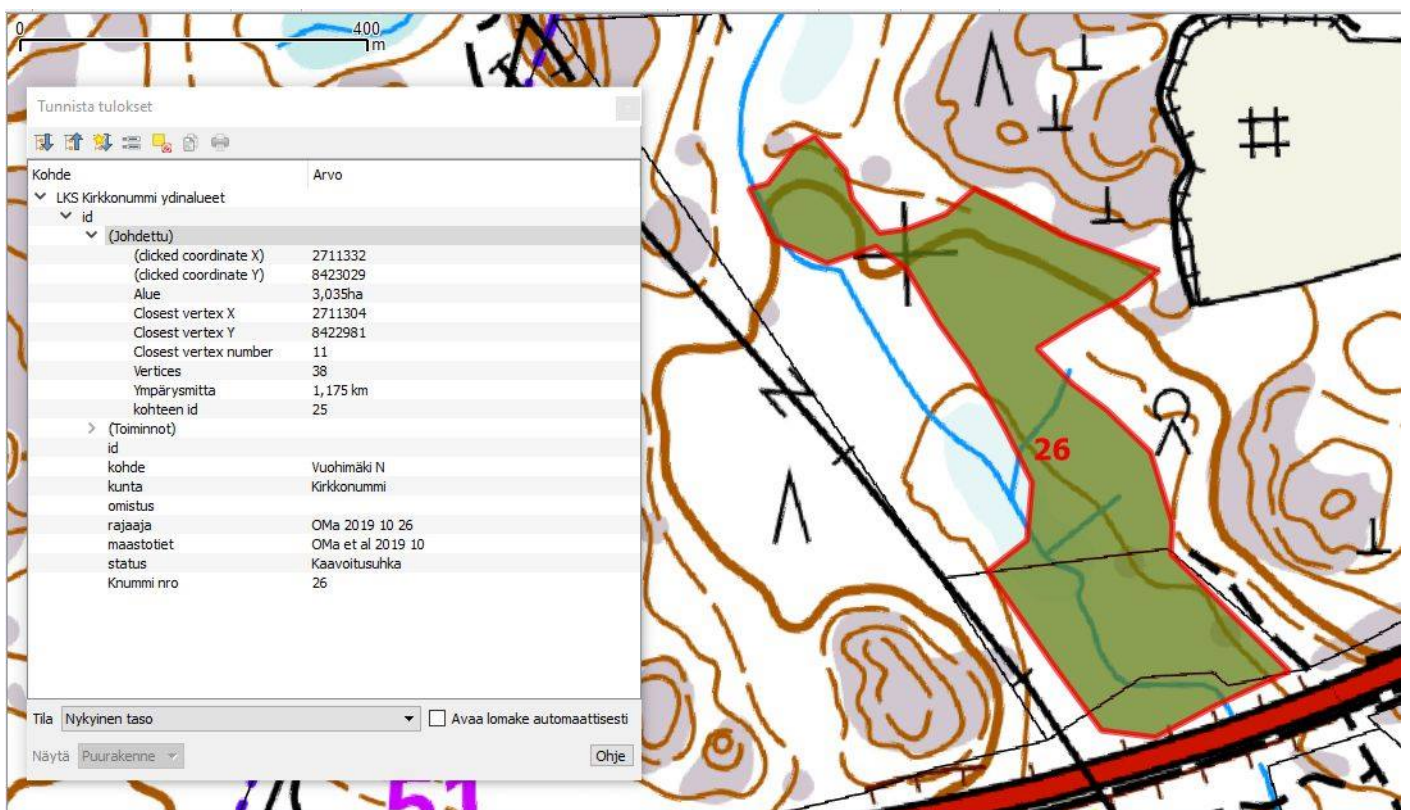 0 400
m
Tunnista tulokset
Kohde Arvo
LKS Kirkkonummi ydinalueet
id
(Johdettu)
(clicked coordinate X) 2711332
(clicked coordinate Y) 8423029
Alue 3,035ha
Closest vertex X 2711304
Closest vertex Y 8422981
Closest vertex number 11
Vertices 38
Ympärysmitta 1,175 km
kohteen id 25
(Toiminnot)
id
kohde Vuohimäki N
kunta Kirkkonummi
omistus
rajaaja OMa 2019 10 26
maastotiet OMa et al 2019 10
status Kaavoitusuhka
Knummi nro 26
Tila Nykyinen taso Avaa lomake automaattisesti
Näytä Puurakenne Ohje
26
51